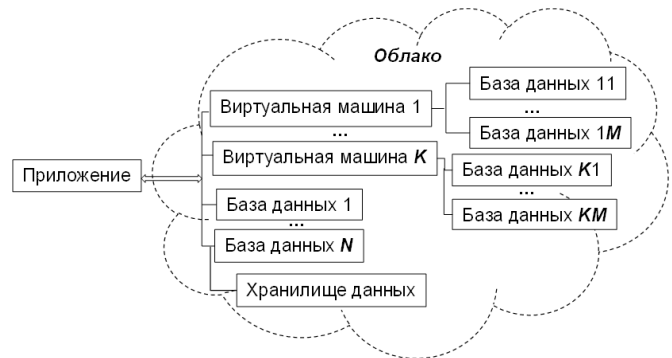 Облако
База данных 11
Виртуальная машина 1
...
...
База данных 1M
Виртуальная машина K
База данных K1
Приложение
...
База данных 1
База данных KM
...
База данных N
Хранилище данных